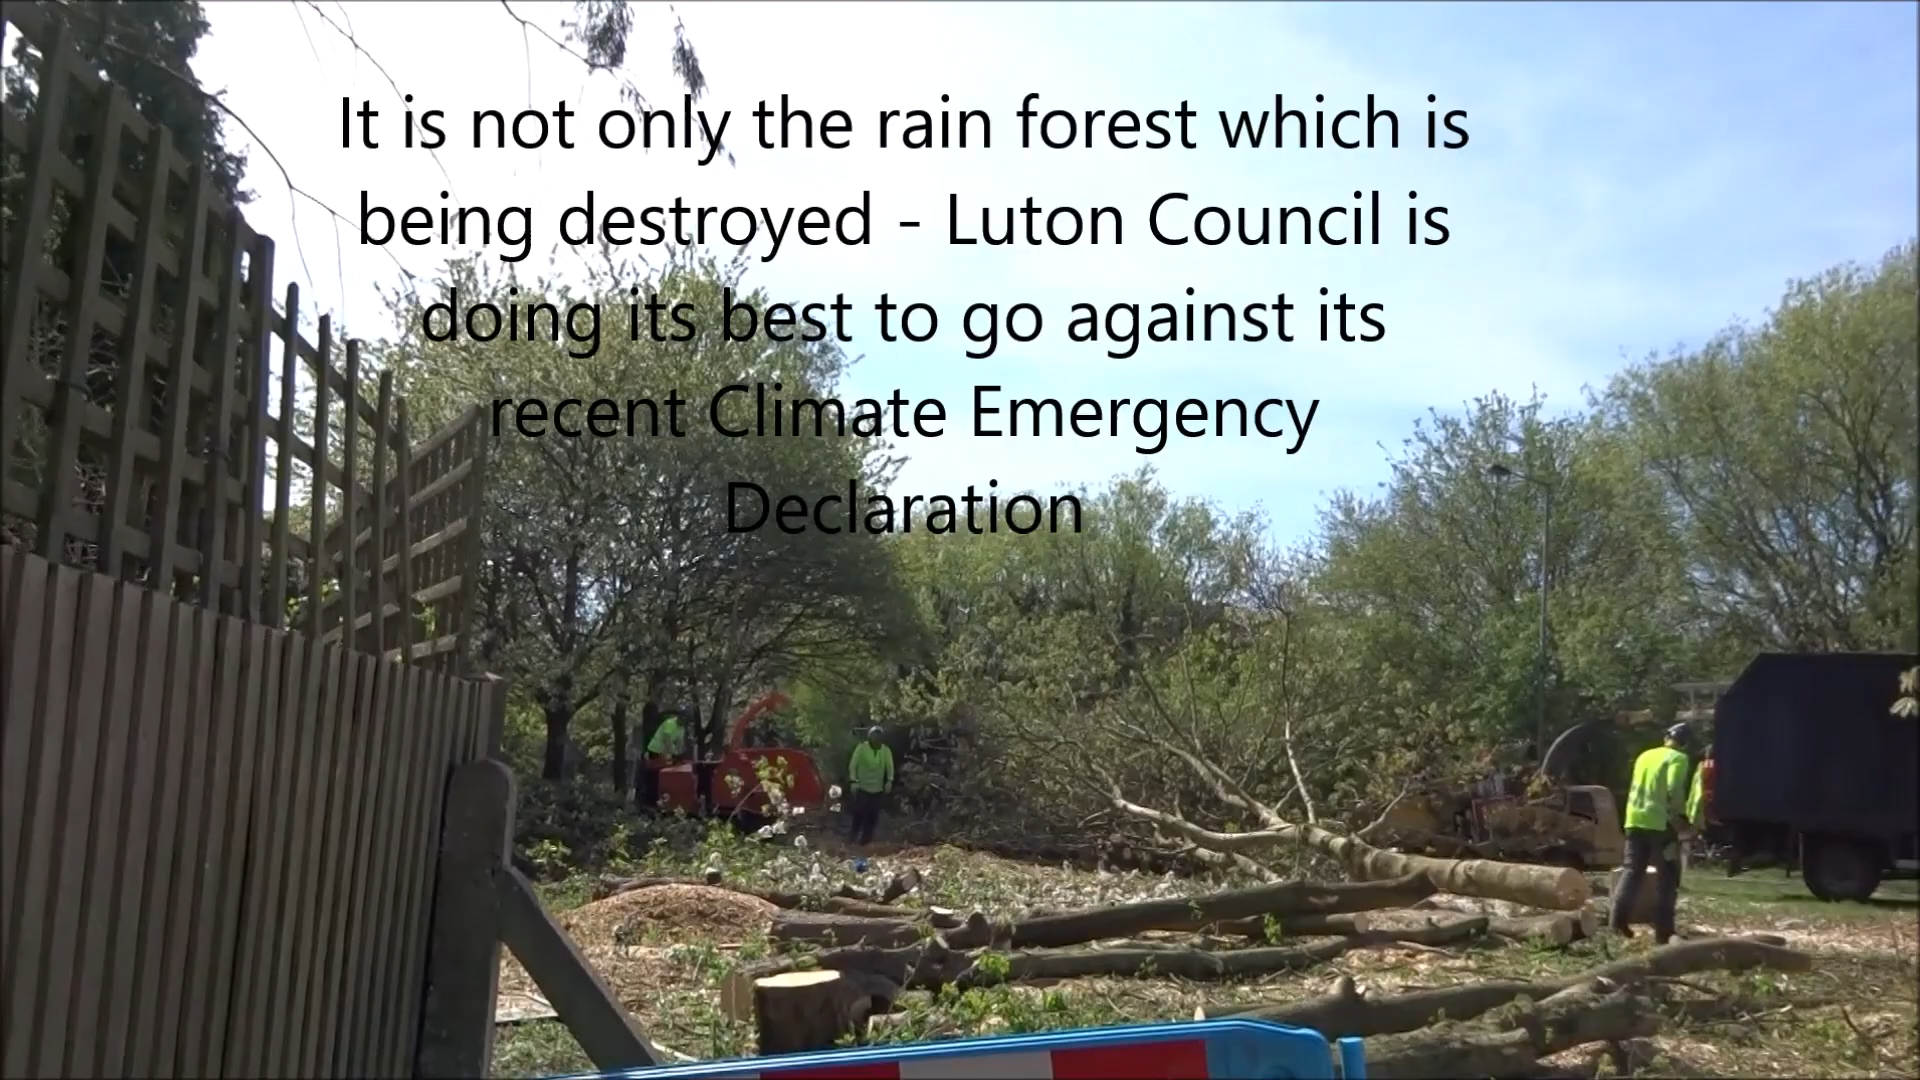 It is not only the rain forest which is
being destroyed - Luton Council is
doing its best to go against its
recent Climate Emergency
Declaration